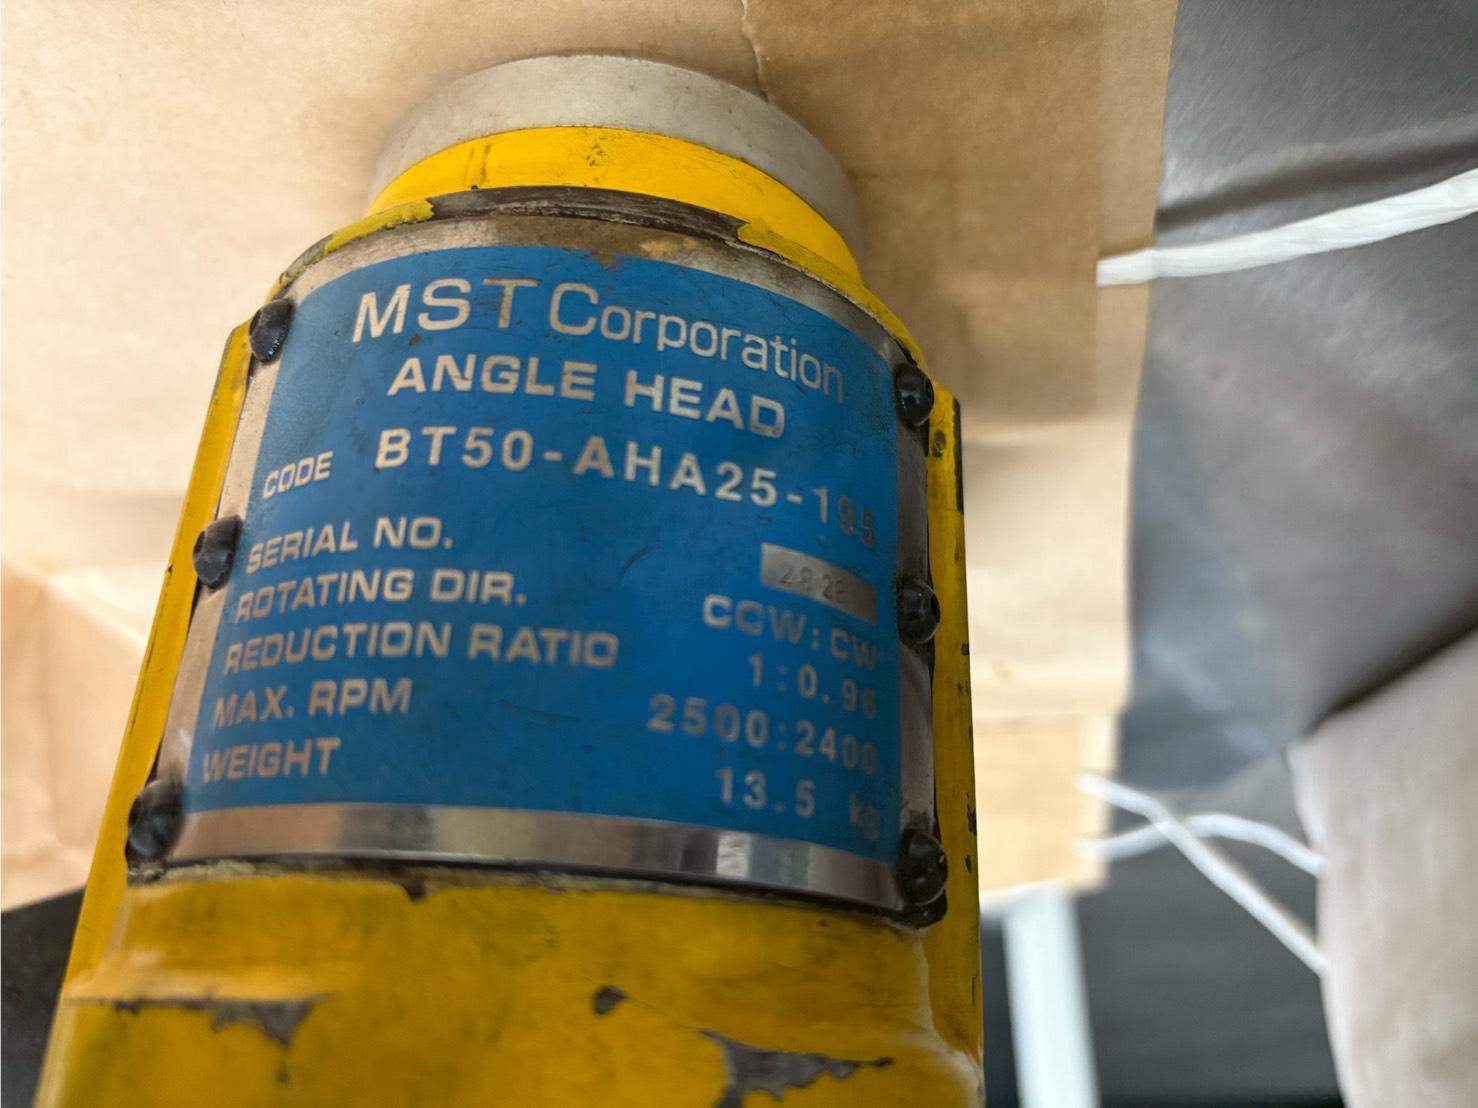 MST Corporation
ANGLE HEAD
CODE BT50-AHA25-195
SERIAL NO.
ROTATING DIR. CCW:CW
REDUCTION RATIO 1:0.96
MAX. RPM 2500:2400
WEIGHT 13.5 kg